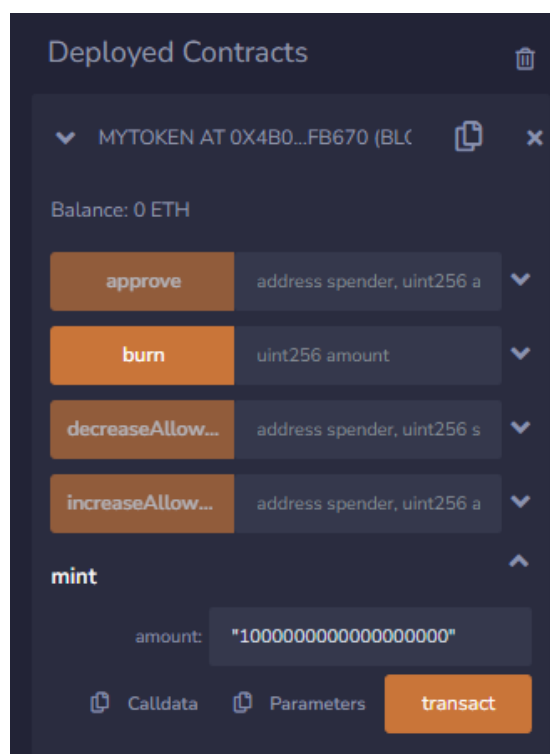 Deployed Contracts
MYTOKEN AT 0X4B0...FB670 (BLC
Balance: 0 ETH
approve address spender, uint256 a
burn uint256 amount
decreaseAllow... address spender, uint256 s
increaseAllow... address spender, uint256 a
mint
amount: "1000000000000000000"
Calldata Parameters transact